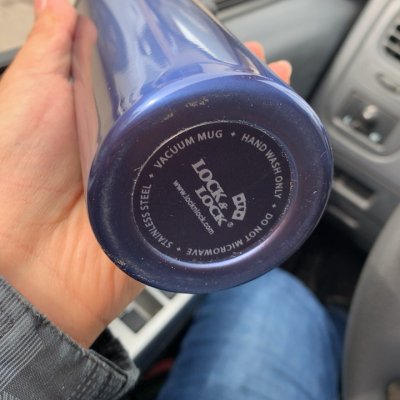 STAINLESS STEEL • VACUUM MUG • HAND WASH ONLY • DO NOT MICROWAVE •
LOCK&
LOCK®
www.locknlock.com